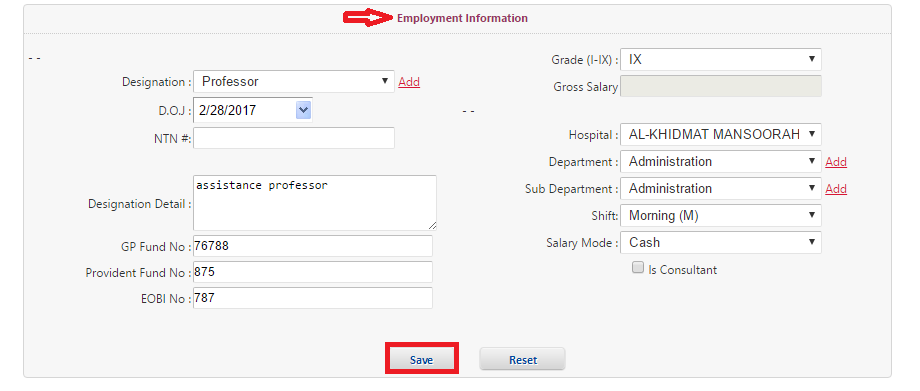 Employment Information
- -
Designation : Professor Add
D.O.J : 2/28/2017
NTN #:
Designation Detail : assistance professor
GP Fund No : 76788
Provident Fund No : 875
EOBI No : 787
Grade (I-IX) : IX
Gross Salary
- -
Hospital : AL-KHIDMAT MANSOORAH
Department : Administration Add
Sub Department : Administration Add
Shift: Morning (M)
Salary Mode : Cash
Is Consultant
Save Reset